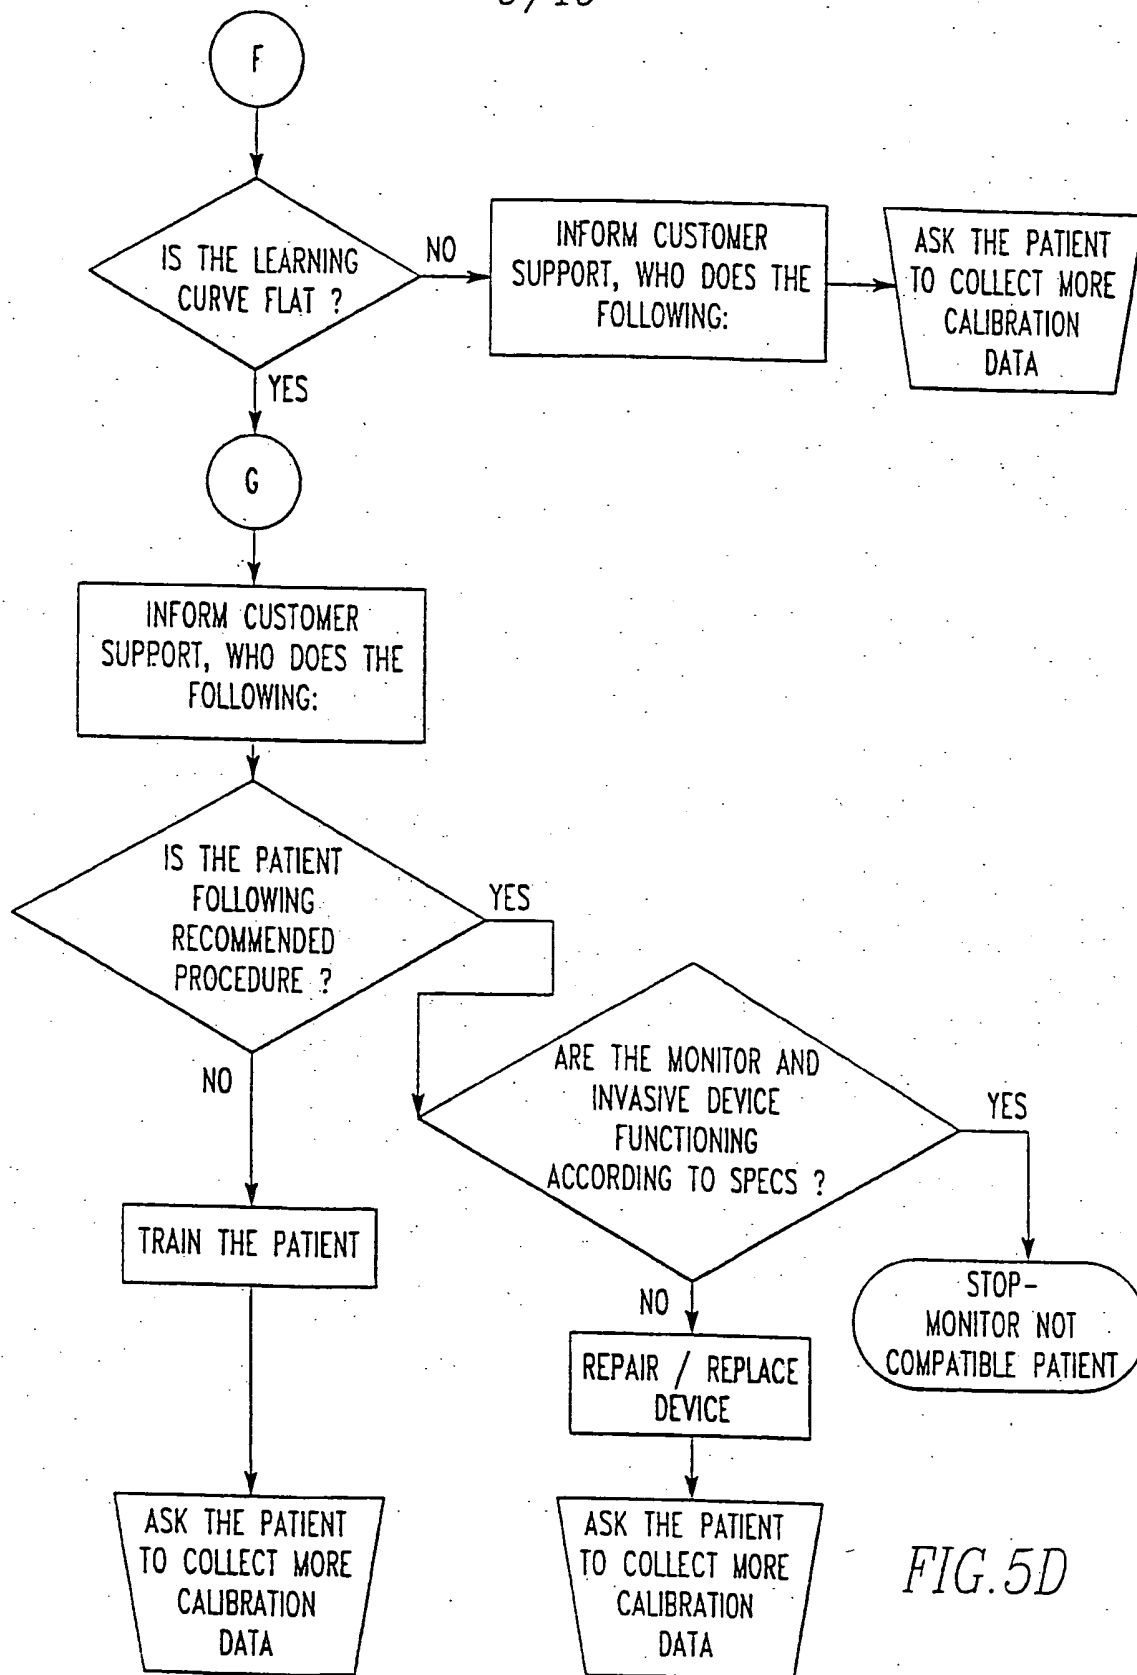 F
IS THE LEARNING
CURVE FLAT ?
NO
INFORM CUSTOMER
SUPPORT, WHO DOES THE
FOLLOWING:
ASK THE PATIENT
TO COLLECT MORE
CALIBRATION
DATA
YES
G
INFORM CUSTOMER
SUPPORT, WHO DOES THE
FOLLOWING:
IS THE PATIENT
FOLLOWING
RECOMMENDED
PROCEDURE ?
YES
NO
ARE THE MONITOR AND
INVASIVE DEVICE
FUNCTIONING
ACCORDING TO SPECS ?
YES
TRAIN THE PATIENT
NO
STOP-
MONITOR NOT
COMPATIBLE PATIENT
REPAIR / REPLACE
DEVICE
ASK THE PATIENT
TO COLLECT MORE
CALIBRATION
DATA
ASK THE PATIENT
TO COLLECT MORE
CALIBRATION
DATA
FIG.5D